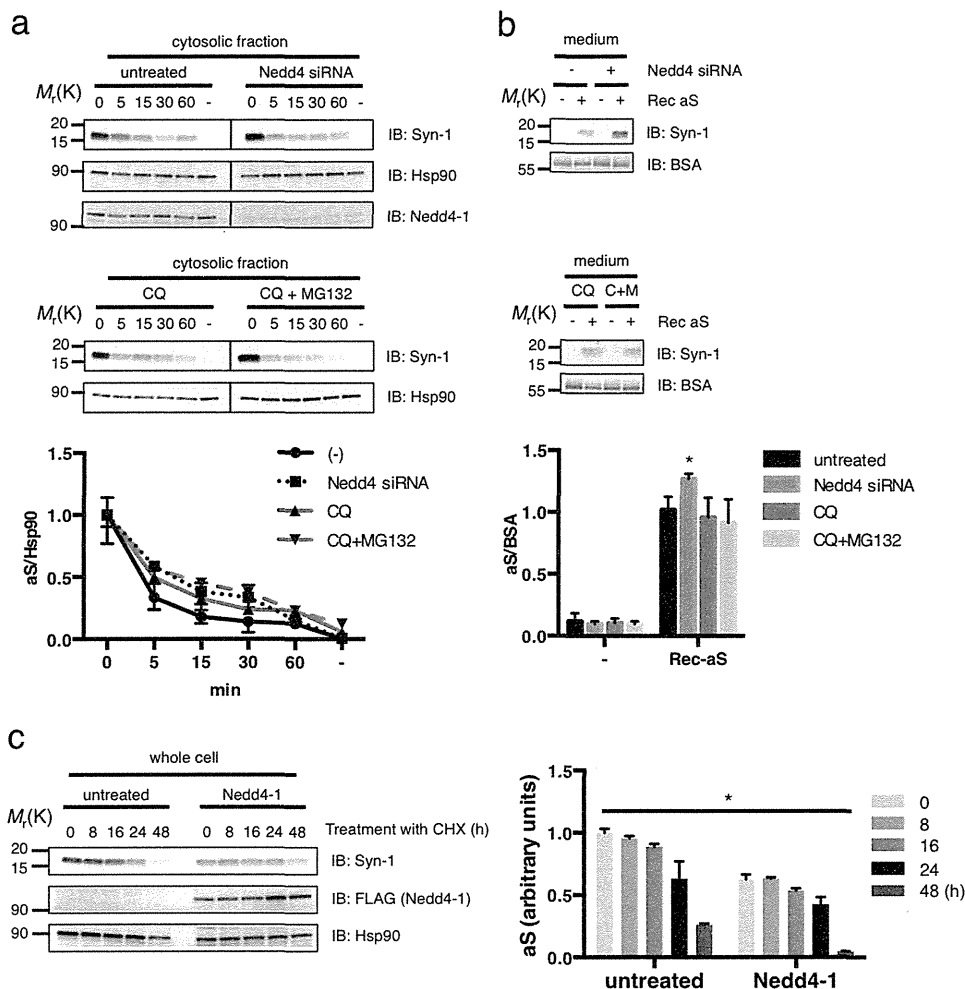 a
cytosolic fraction
untreated Nedd4 siRNA
Mr(K) 0 5 15 30 60 - 0 5 15 30 60 -
20
15 IB: Syn-1
90 IB: Hsp90
90 IB: Nedd4-1
cytosolic fraction
CQ CQ + MG132
Mr(K) 0 5 15 30 60 - 0 5 15 30 60 -
20
15 IB: Syn-1
90 IB: Hsp90
aS/Hsp90
1.5
1.0
0.5
0.0
0 5 15 30 60 -
min
(-)
Nedd4 siRNA
CQ
CQ+MG132
b
medium
- + Nedd4 siRNA
Mr(K) - + - + Rec aS
20
15 IB: Syn-1
55 IB: BSA
medium
CQ C+M
Mr(K) - + - + Rec aS
20
15 IB: Syn-1
55 IB: BSA
aS/BSA
1.5
1.0
0.5
0.0
*
- Rec-aS
untreated
Nedd4 siRNA
CQ
CQ+MG132
c
whole cell
untreated Nedd4-1
Mr(K) 0 8 16 24 48 0 8 16 24 48 Treatment with CHX (h)
20
15 IB: Syn-1
90 IB: FLAG (Nedd4-1)
90 IB: Hsp90
aS (arbitrary units)
1.5
1.0
0.5
0.0
*
untreated Nedd4-1
0
8
16
24
48 (h)